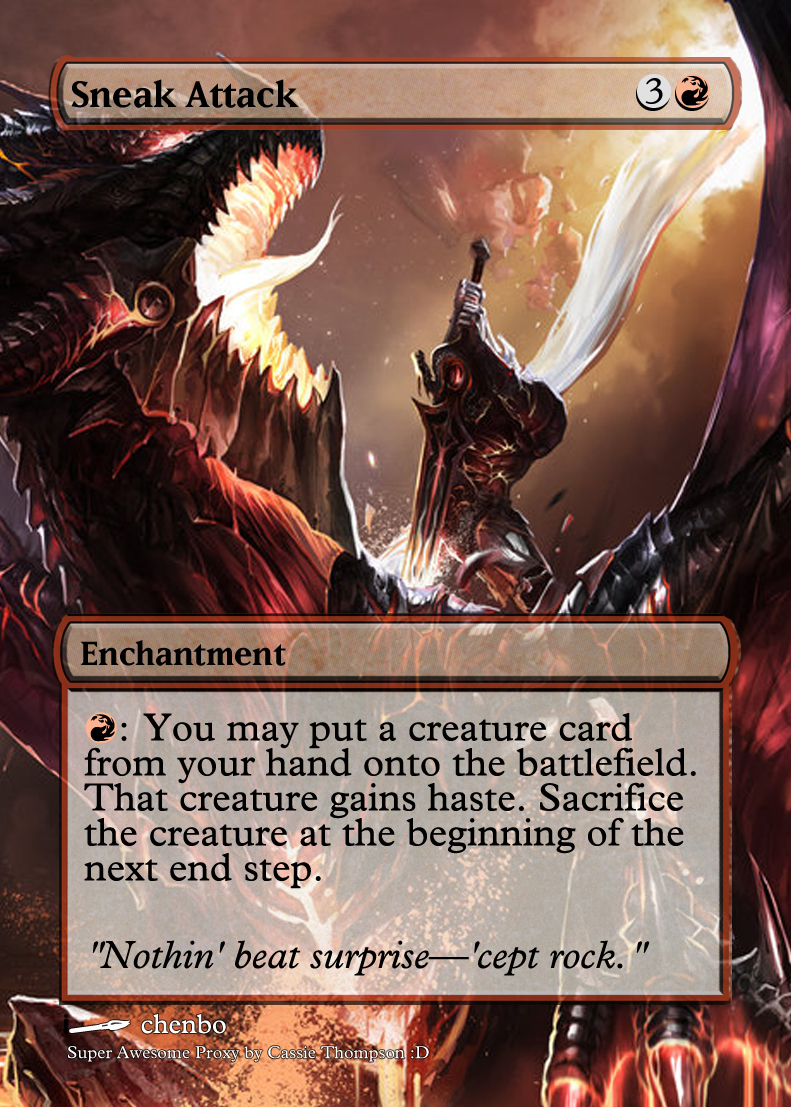 Sneak Attack 3
Enchantment
: You may put a creature card
from your hand onto the battlefield.
That creature gains haste. Sacrifice
the creature at the beginning of the
next end step.
"Nothin' beat surprise—'cept rock."
chenbo
Super Awesome Proxy by Cassie Thompson :D